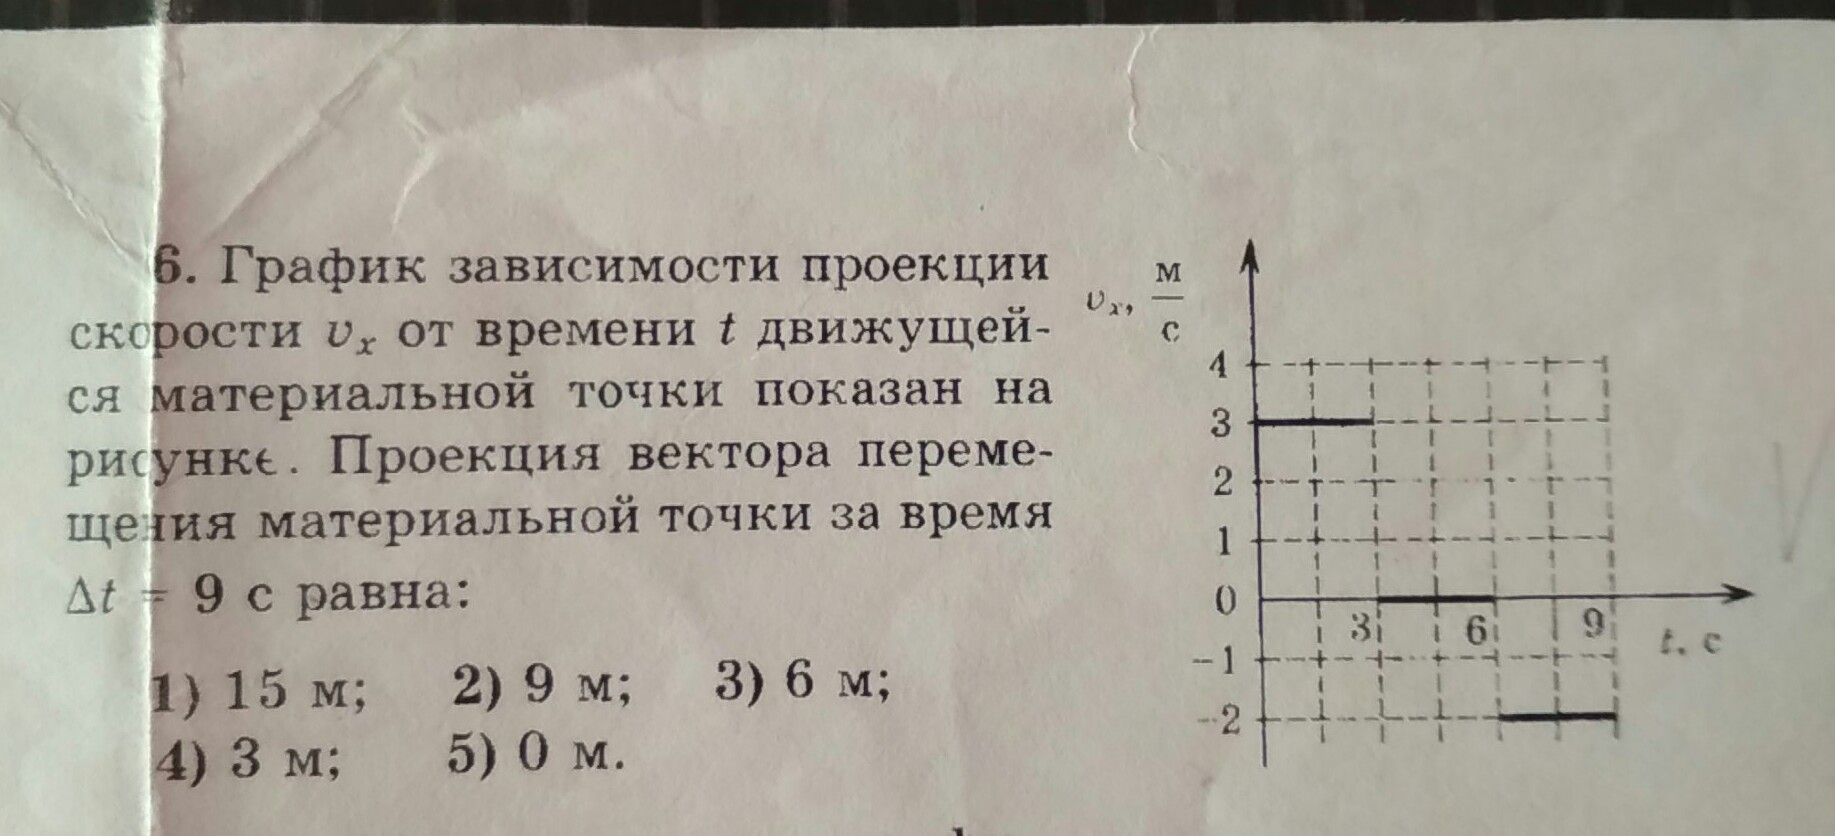 6. График зависимости проекции
скорости υₓ от времени t движущей-
ся материальной точки показан на
рисунке. Проекция вектора переме-
щения материальной точки за время
Δt = 9 с равна:
1) 15 м; 2) 9 м; 3) 6 м;
4) 3 м; 5) 0 м.
υₓ, м/с
4
3
2
1
0
-1
-2
3 6 9
t, с